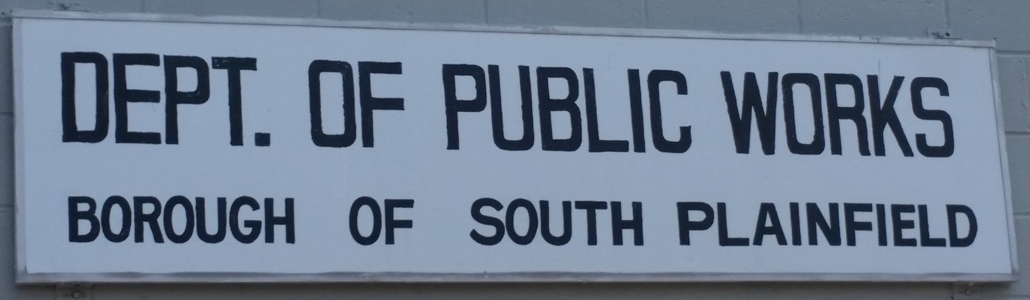 DEPT. OF PUBLIC WORKS
BOROUGH OF SOUTH PLAINFIELD